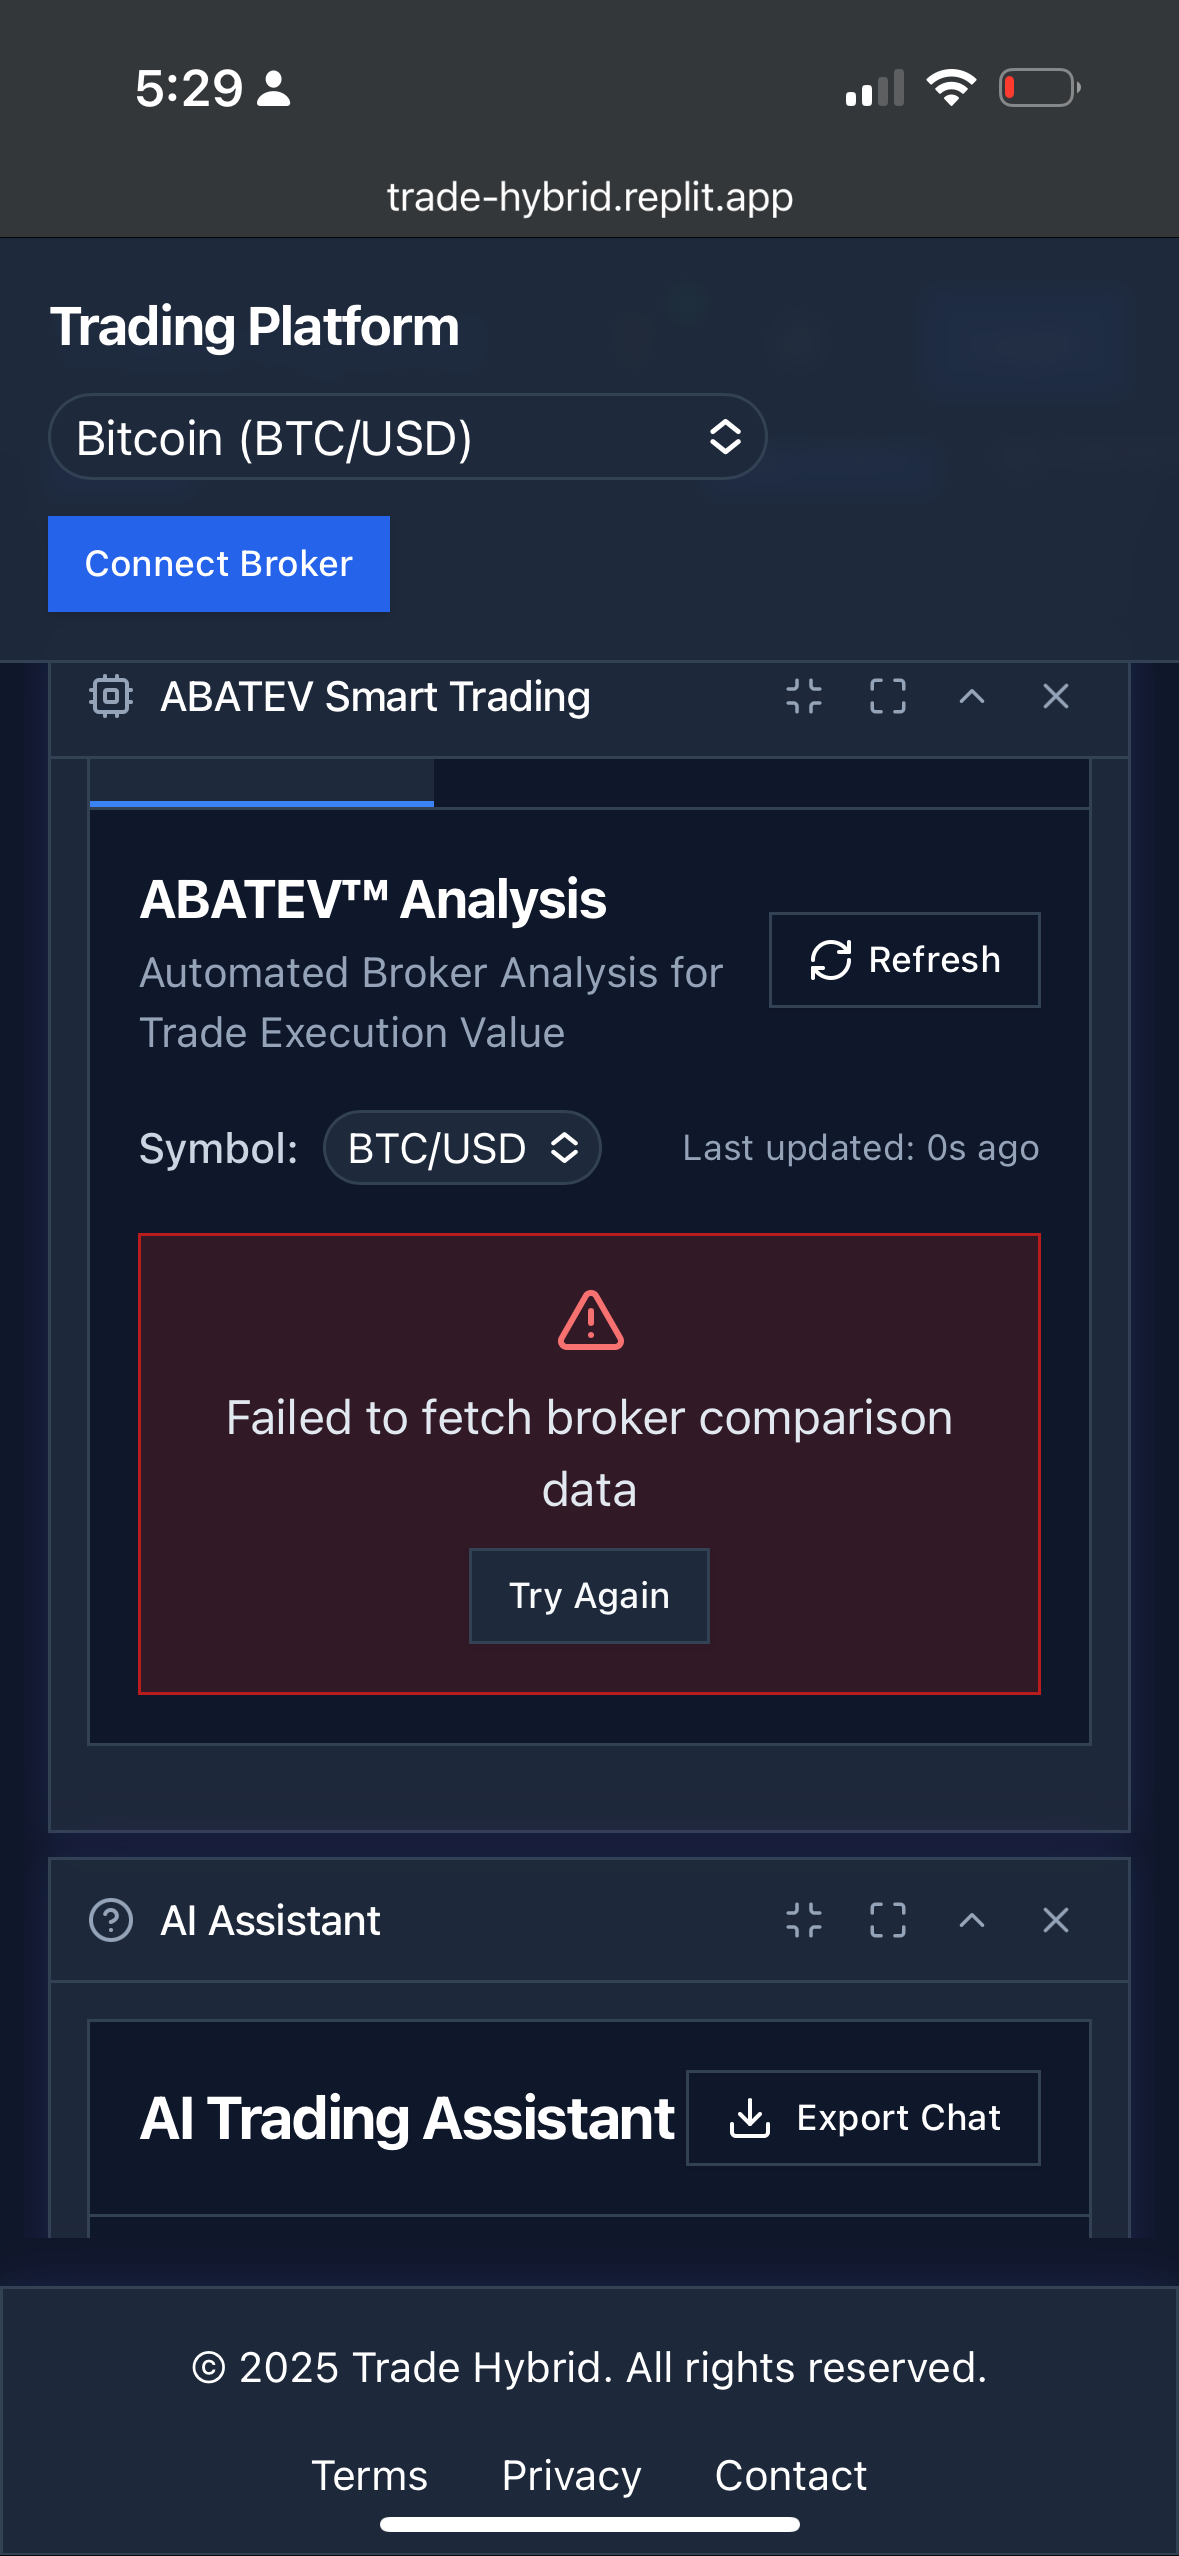 5:29
trade-hybrid.replit.app
Trading Platform
Bitcoin (BTC/USD)
Connect Broker
ABATEV Smart Trading
ABATEV™ Analysis
Automated Broker Analysis for
Trade Execution Value
Refresh
Symbol: BTC/USD Last updated: 0s ago
Failed to fetch broker comparison
data
Try Again
AI Assistant
AI Trading Assistant Export Chat
© 2025 Trade Hybrid. All rights reserved.
Terms Privacy Contact